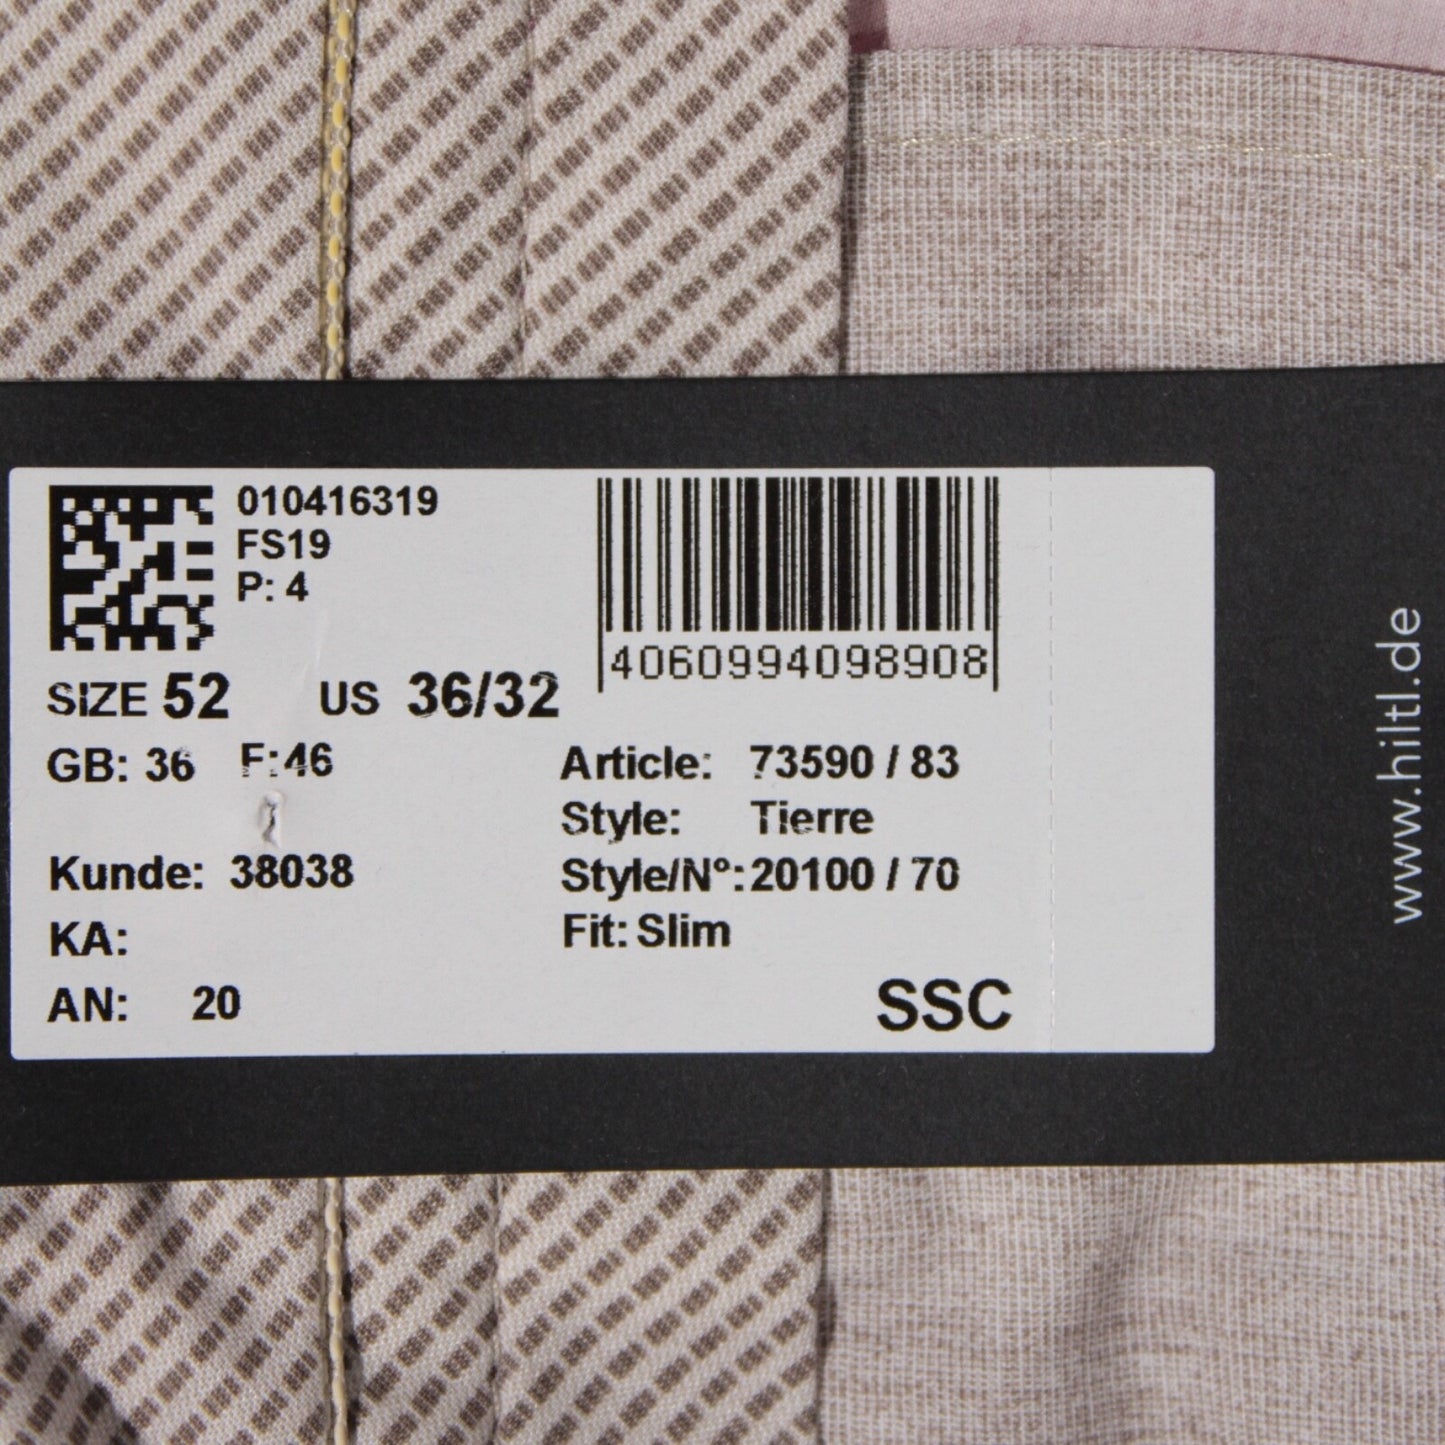 010416319
FS19
P: 4
4060994098908
SIZE 52 US 36/32
GB: 36 F:46
Article: 73590 / 83
Style: Tierre
Kunde: 38038
Style/N°: 20100 / 70
Fit: Slim
KA:
AN: 20
SSC
www.hiltl.de